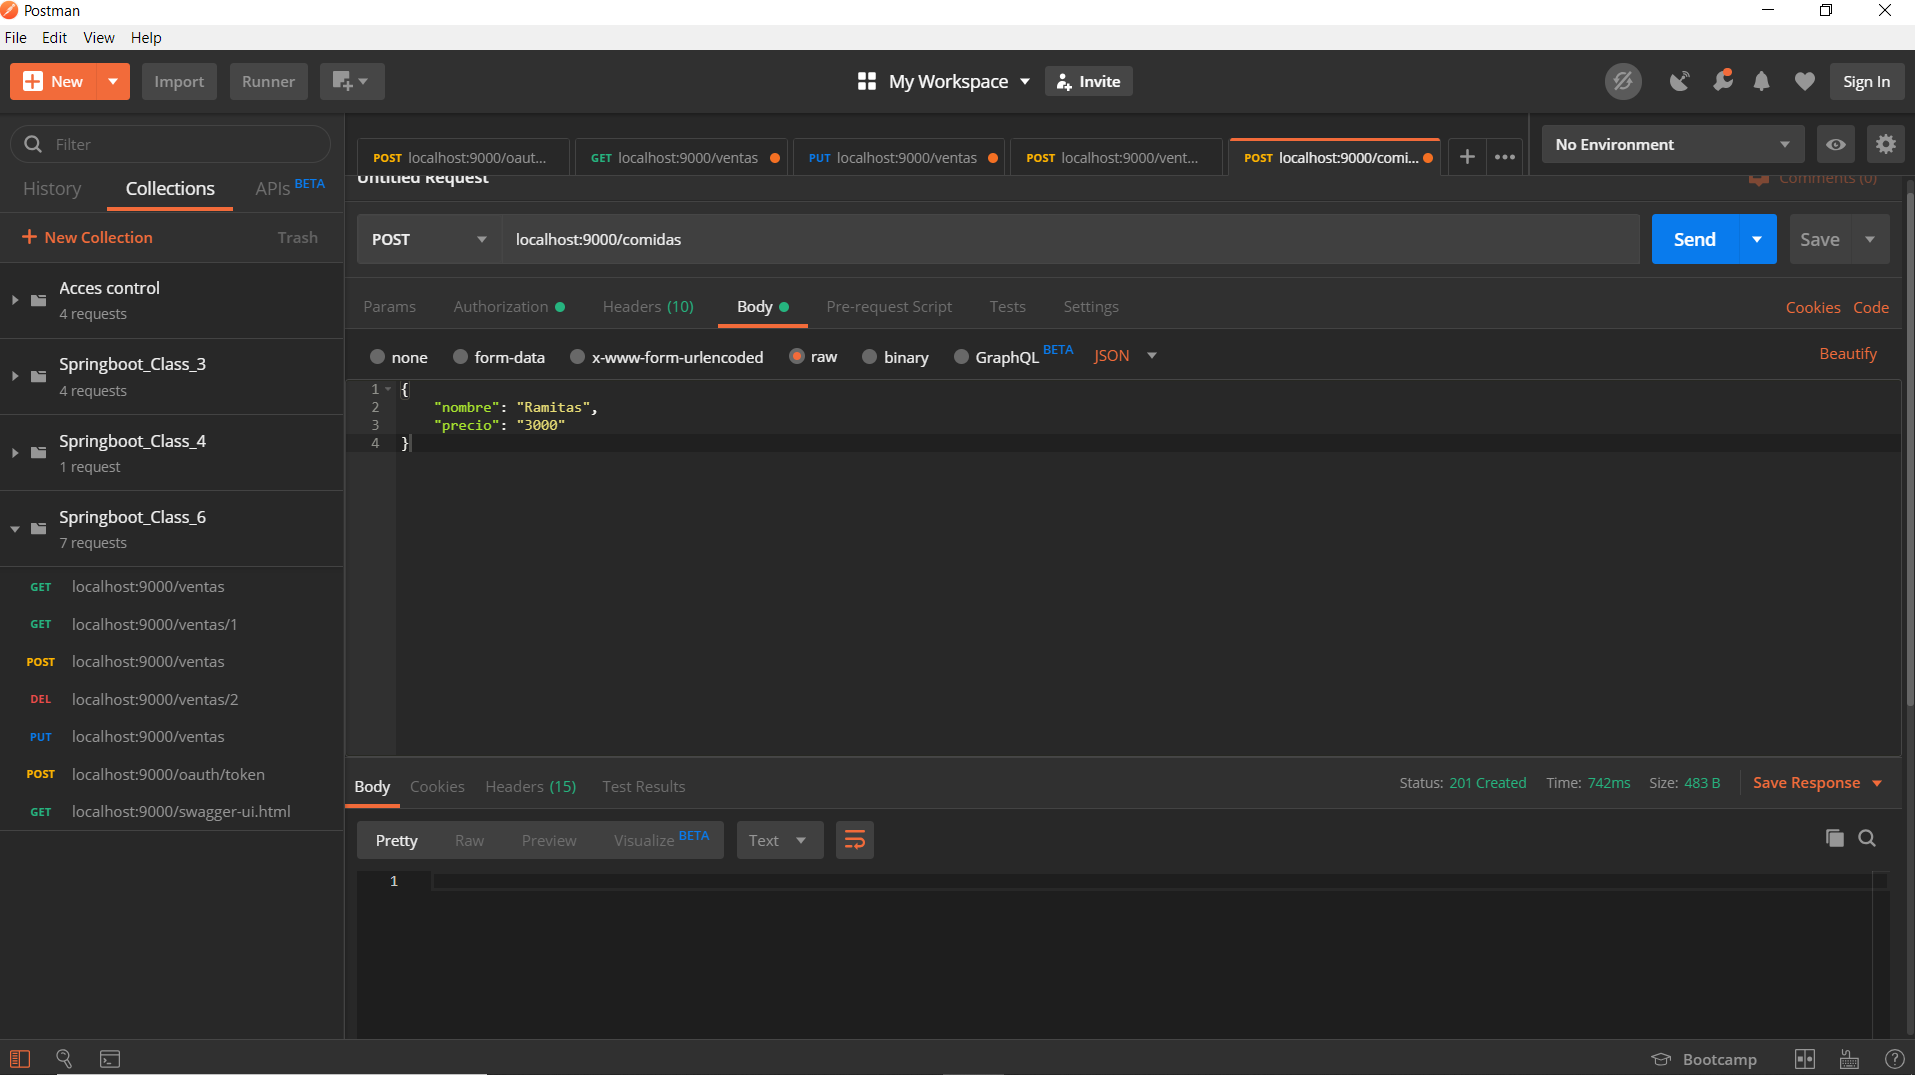 Postman
File Edit View Help
New Import Runner My Workspace Invite Sign In
Filter
History Collections APIs BETA
New Collection Trash
Acces control
4 requests
Springboot_Class_3
4 requests
Springboot_Class_4
1 request
Springboot_Class_6
7 requests
GET localhost:9000/ventas
GET localhost:9000/ventas/1
POST localhost:9000/ventas
DEL localhost:9000/ventas/2
PUT localhost:9000/ventas
POST localhost:9000/oauth/token
GET localhost:9000/swagger-ui.html
POST localhost:9000/oaut... GET localhost:9000/ventas PUT localhost:9000/ventas POST localhost:9000/vent... POST localhost:9000/comi... No Environment
Untitled Request Comments (0)
POST localhost:9000/comidas Send Save
Params Authorization Headers (10) Body Pre-request Script Tests Settings Cookies Code
none form-data x-www-form-urlencoded raw binary GraphQL BETA JSON Beautify
1 {
2 "nombre": "Ramitas",
3 "precio": "3000"
4 }
Body Cookies Headers (15) Test Results Status: 201 Created Time: 742ms Size: 483 B Save Response
Pretty Raw Preview Visualize BETA Text
1
Bootcamp